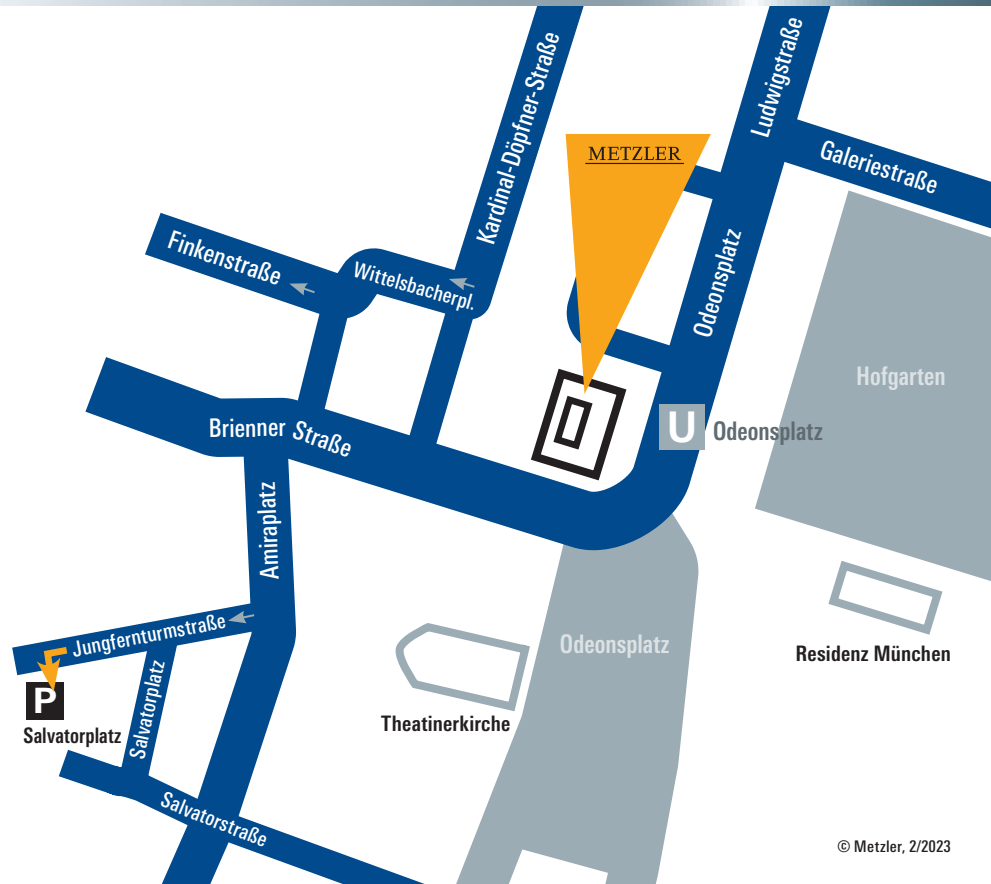 Kardinal-Döpfner-Straße
Ludwigstraße
METZLER
Galeriestraße
Finkenstraße
Wittelsbacherpl.
Odeonsplatz
Hofgarten
Brienner Straße
U Odeonsplatz
Amiraplatz
Jungfernturmstraße
Odeonsplatz
Residenz München
P
Salvatorplatz
Salvatorplatz
Theatinerkirche
Salvatorstraße
© Metzler, 2/2023